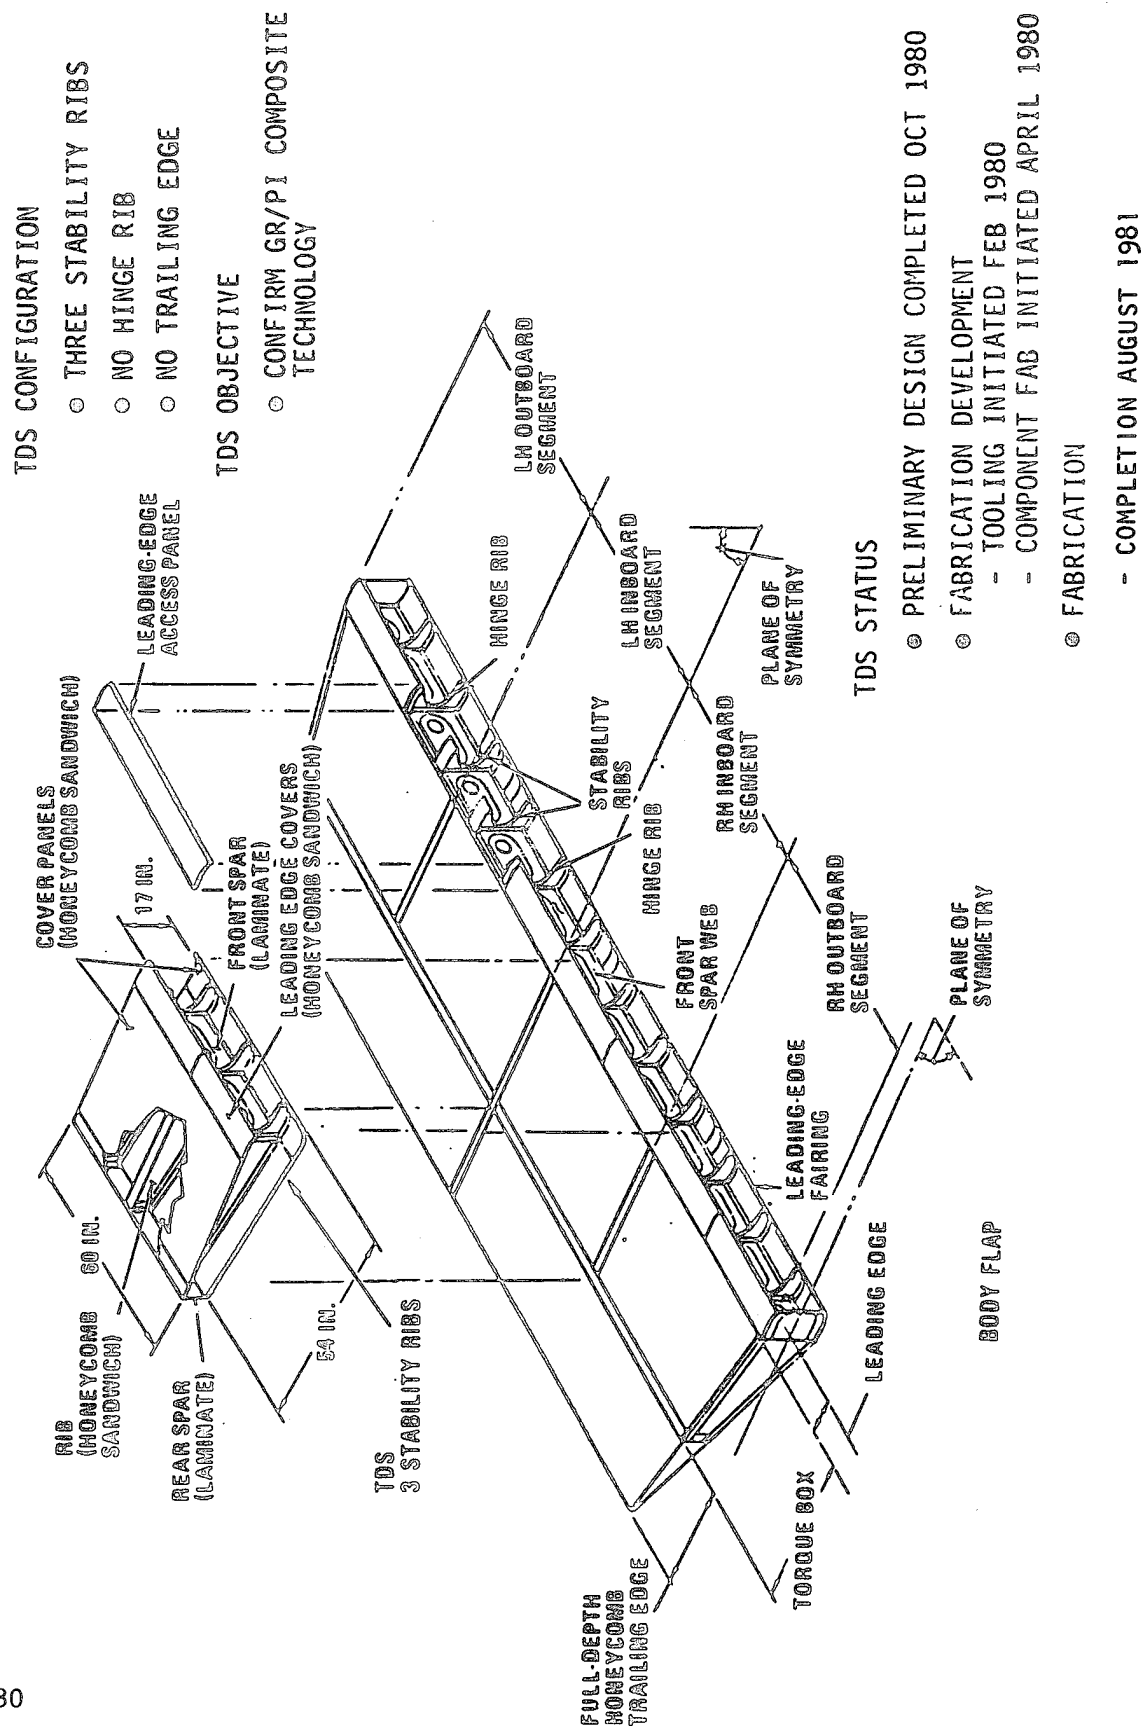 TDS CONFIGURATION
THREE STABILITY RIBS
NO HINGE RIB
NO TRAILING EDGE
TDS OBJECTIVE
CONFIRM GR/PI COMPOSITE
TECHNOLOGY
COVER PANELS
(HONEYCOMB SANDWICH)
LEADING-EDGE
ACCESS PANEL
17 IN.
RIB
(HONEYCOMB
SANDWICH)
60 IN.
FRONT SPAR
(LAMINATE)
LEADING EDGE COVERS
(HONEYCOMB SANDWICH)
REAR SPAR
(LAMINATE)
54 IN.
TDS
3 STABILITY RIBS
LH OUTBOARD
SEGMENT
HINGE RIB
LH INBOARD
SEGMENT
STABILITY
RIBS
PLANE OF
SYMMETRY
RH INBOARD
SEGMENT
HINGE RIB
FRONT
SPAR WEB
RH OUTBOARD
SEGMENT
PLANE OF
SYMMETRY
LEADING-EDGE
FAIRING
LEADING EDGE
FULL-DEPTH
HONEYCOMB
TRAILING EDGE
TORQUE BOX
BODY FLAP
TDS STATUS
PRELIMINARY DESIGN COMPLETED OCT 1980
FABRICATION DEVELOPMENT
- TOOLING INITIATED FEB 1980
- COMPONENT FAB INITIATED APRIL 1980
FABRICATION
- COMPLETION AUGUST 1981